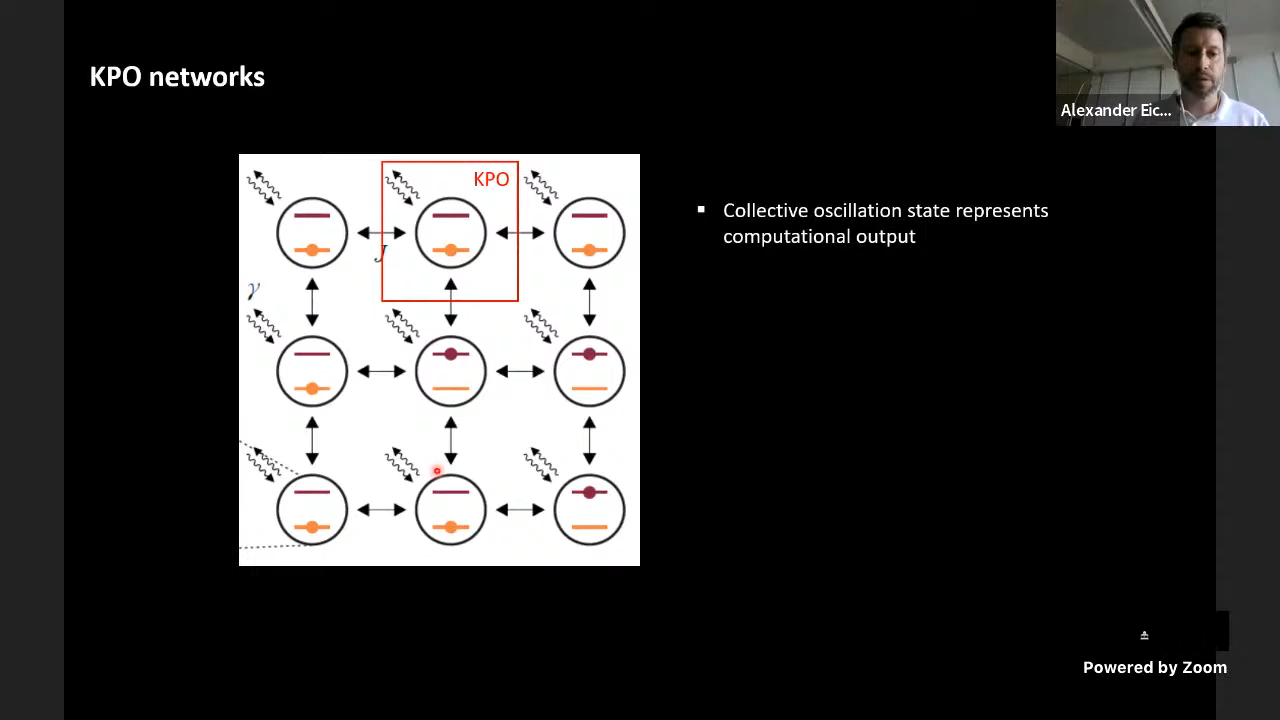 KPO networks
Alexander Eic...
KPO
J
γ
▪ Collective oscillation state represents
computational output
Powered by Zoom